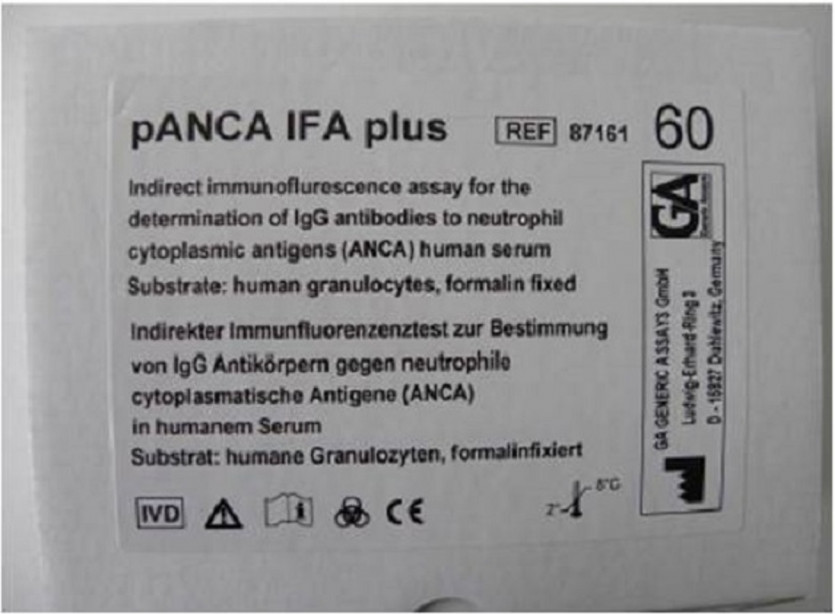 pANCA IFA plus REF 87161 60
Indirect immunoflurescence assay for the
determination of IgG antibodies to neutrophil
cytoplasmic antigens (ANCA) human serum
Substrate: human granulocytes, formalin fixed
Indirekter Immunfluorenzenztest zur Bestimmung
von IgG Antikörpern gegen neutrophile
cytoplasmatische Antigene (ANCA)
in humanem Serum
Substrat: humane Granulozyten, formalinfixiert
IVD CE
2° 8°C
GA
GA GENERIC ASSAYS GmbH
Ludwig-Erhard-Ring 3
D - 15827 Dahlewitz, Germany